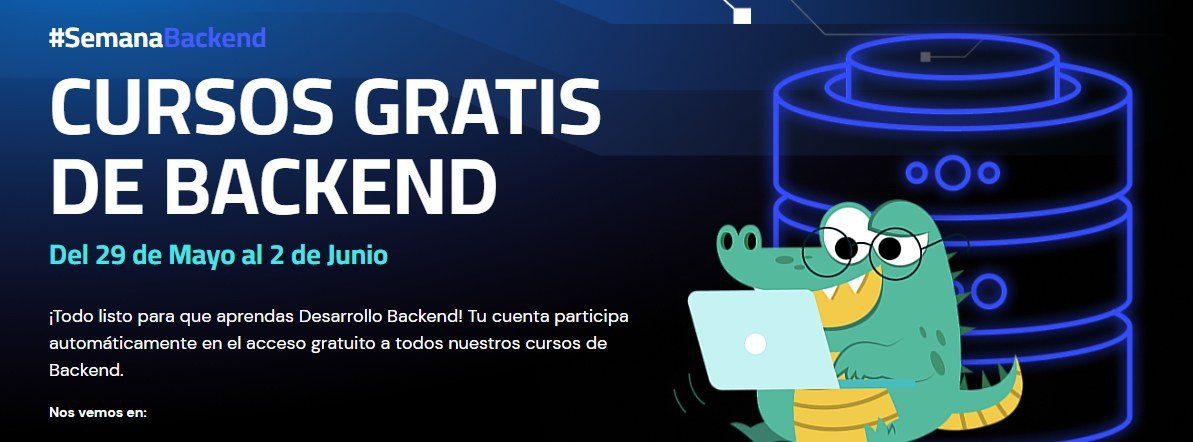 #SemanaBackend
CURSOS GRATIS
DE BACKEND
Del 29 de Mayo al 2 de Junio
¡Todo listo para que aprendas Desarrollo Backend! Tu cuenta participa
automáticamente en el acceso gratuito a todos nuestros cursos de
Backend.
Nos vemos en: